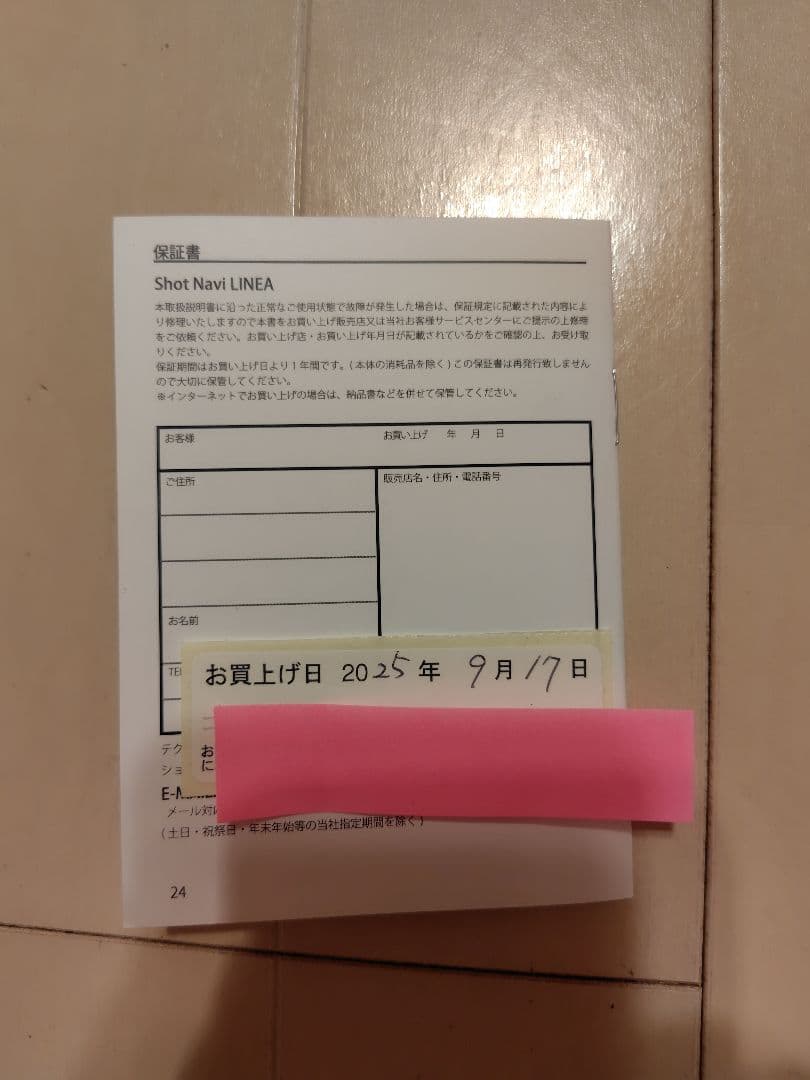 保証書
Shot Navi LINEA
本取扱説明書に沿った正常なご使用状態で故障が発生した場合は、保証規定に記載された内容によ
り修理いたしますので本書をお買い上げ販売店又は当社お客様サービスセンターにご提示の上修理
をご依頼ください。お買い上げ店・お買い上げ年月日が記載されているかをご確認の上、お受け取
りください。
保証期間はお買い上げ日より1年間です。(本体の消耗品を除く)この保証書は再発行致しません
ので大切に保管してください。
※インターネットでお買い上げの場合は、納品書などを併せて保管してください。
お客様 お買い上げ 年 月 日
ご住所 販売店名・住所・電話番号
お名前
お買上げ日 2025年 9月17日
テク お
ショ に
メール対
(土日・祝祭日・年末年始等の当社指定期間を除く)
24